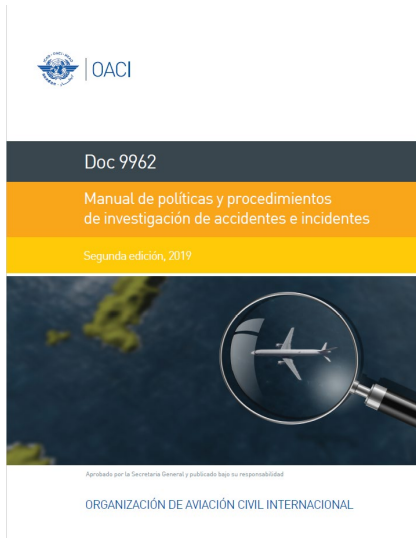 OACI
Doc 9962
Manual de políticas y procedimientos
de investigación de accidentes e incidentes
Segunda edición, 2019
Aprobado por la Secretaria General y publicado bajo su responsabilidad
ORGANIZACIÓN DE AVIACIÓN CIVIL INTERNACIONAL